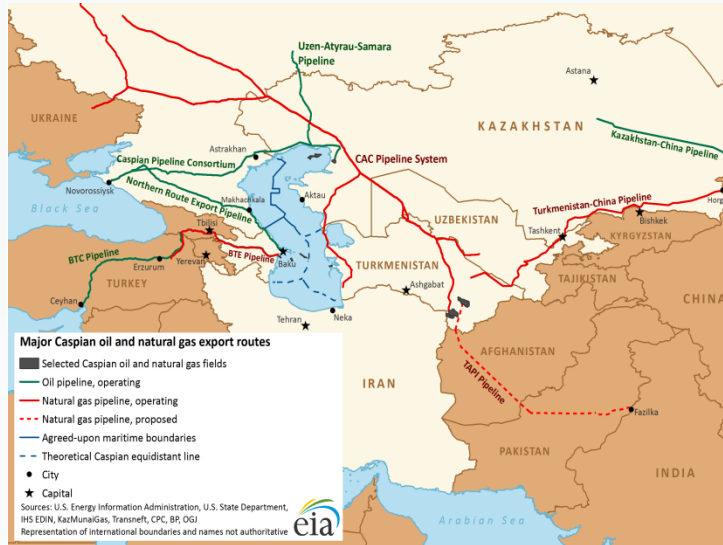 Uzen-Atyrau-Samara
Pipeline
Astana
UKRAINE
KAZAKHSTAN
Kazakhstan-China Pipeline
Astrakhan
Caspian Pipeline Consortium
CAC Pipeline System
Novorossiysk
Northern Route Export Pipeline
Makhachkala
Aktau
Turkmenistan-China Pipeline
Horg
Black Sea
UZBEKISTAN
Tashkent
Bishkek
KYRGYZSTAN
Tbilisi
BTC Pipeline
Erzurum
Yerevan
BTE Pipeline
Baku
TURKMENISTAN
Ashgabat
TAJIKISTAN
CHINA
TURKEY
Ceyhan
Tehran
Neka
IRAN
AFGHANISTAN
TAPI Pipeline
Fazilka
PAKISTAN
INDIA
Arabian Sea
Major Caspian oil and natural gas export routes
Selected Caspian oil and natural gas fields
Oil pipeline, operating
Natural gas pipeline, operating
Natural gas pipeline, proposed
Agreed-upon maritime boundaries
Theoretical Caspian equidistant line
City
Capital
Sources: U.S. Energy Information Administration, U.S. State Department,
IHS EDIN, KazMunaiGas, Transneft, CPC, BP, OGJ
Representation of international boundaries and names not authoritative
eia